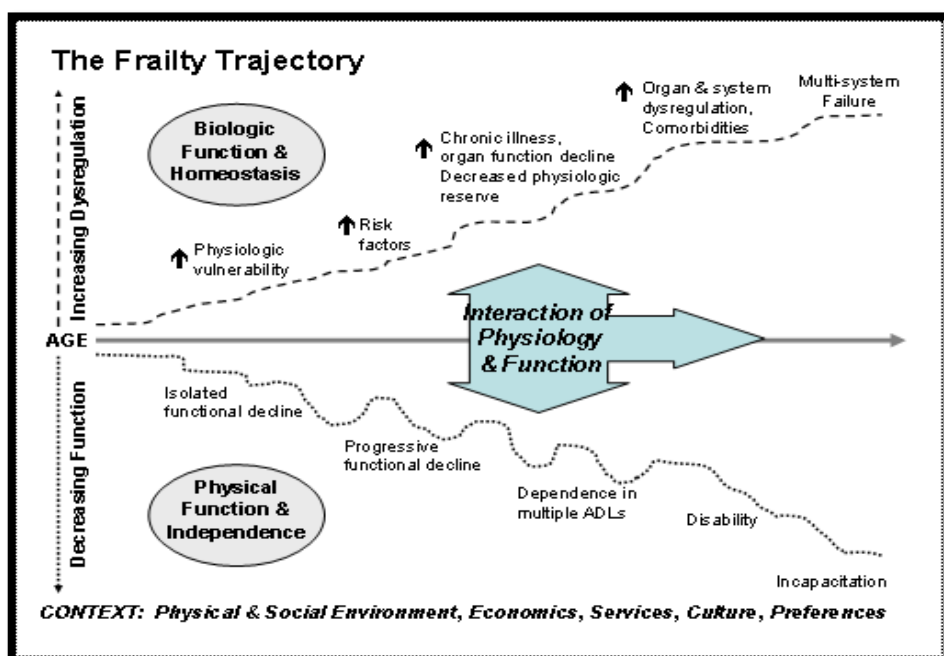 The Frailty Trajectory
Increasing Dysregulation
Biologic
Function &
Homeostasis
Physiologic
vulnerability
Risk
factors
Chronic illness,
organ function decline
Decreased physiologic
reserve
Organ & system
dysregulation,
Comorbidities
Multi-system
Failure
AGE
Interaction of
Physiology
& Function
Decreasing Function
Isolated
functional decline
Progressive
functional decline
Physical
Function &
Independence
Dependence in
multiple ADLs
Disability
Incapacitation
CONTEXT: Physical & Social Environment, Economics, Services, Culture, Preferences